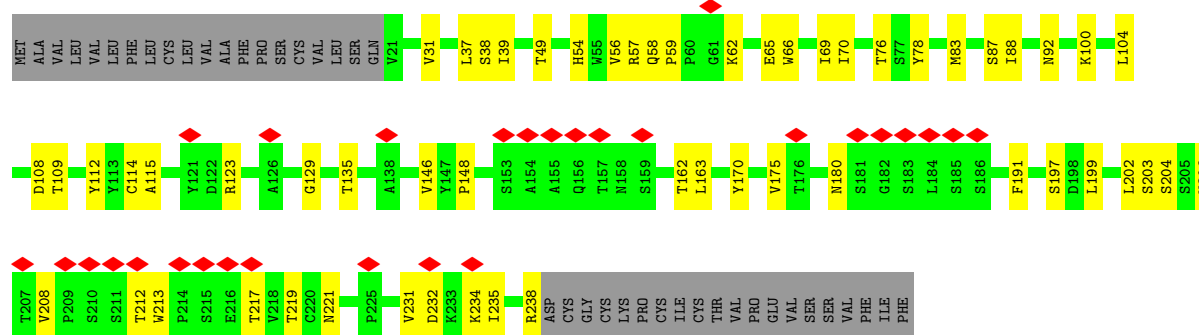 MET ALA VAL LEU VAL LEU PHE LEU CYS LEU VAL ALA PHE PRO SER CYS VAL LEU SER GLN V21 V31 L37 S38 I39 T49 H54 W55 V56 R57 Q58 P59 P60 G61 K62 E65 W66 I69 I70 T76 S77 Y78 M83 S87 I88 N92 K100 L104
D108 T109 Y112 Y113 C114 A115 Y121 D122 R123 A126 G129 T135 A138 V146 Y147 P148 S153 A154 A155 Q156 T157 N158 S159 T162 L163 Y170 V175 T176 N180 S181 G182 S183 L184 S185 S186 F191 S197 D198 L199 L202 S203 S204 S205
T207 V208 P209 S210 S211 T212 W213 P214 S215 E216 T217 V218 T219 C220 N221 P225 V231 D232 K233 K234 I235 R238 ASP CYS GLY CYS LYS PRO CYS ILE CYS THR VAL PRO GLU VAL SER SER VAL PHE ILE PHE